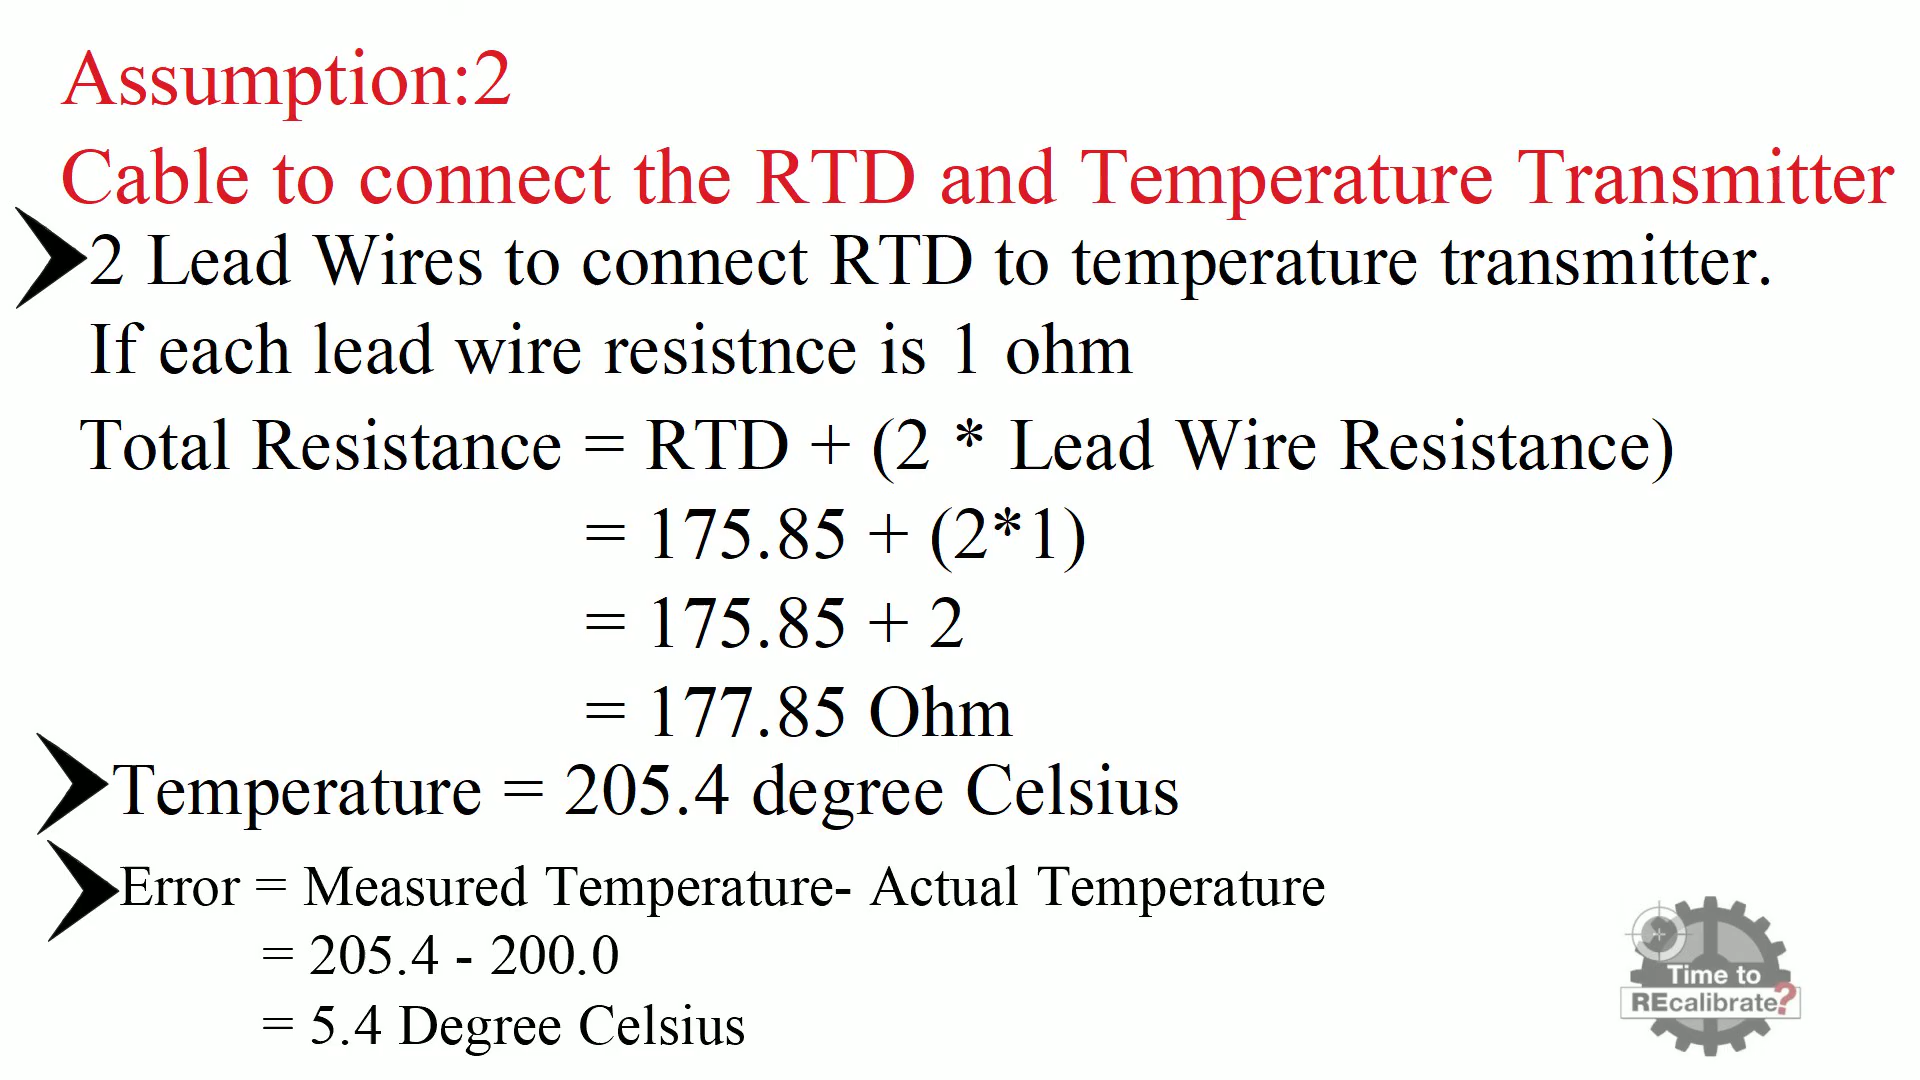 Assumption:2
Cable to connect the RTD and Temperature Transmitter
2 Lead Wires to connect RTD to temperature transmitter.
If each lead wire resistnce is 1 ohm
Total Resistance = RTD + (2 * Lead Wire Resistance)
= 175.85 + (2*1)
= 175.85 + 2
= 177.85 Ohm
Temperature = 205.4 degree Celsius
Error = Measured Temperature- Actual Temperature
= 205.4 - 200.0
= 5.4 Degree Celsius
Time to
REcalibrate?